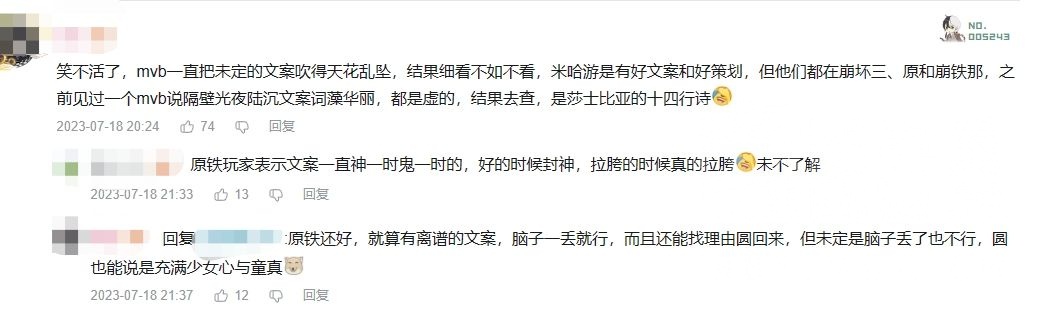 NO.
005243
笑不活了，mvb一直把未定的文案吹得天花乱坠，结果细看不如不看，米哈游是有好文案和好策划，但他们都在崩坏三、原和崩铁那，之
前见过一个mvb说隔壁光夜陆沉文案词藻华丽，都是虚的，结果去查，是莎士比亚的十四行诗
2023-07-18 20:24 74 回复
原铁玩家表示文案一直神一时鬼一时的，好的时候封神，拉胯的时候真的拉胯未不了解
2023-07-18 21:33 13 回复
回复 :原铁还好，就算有离谱的文案，脑子一丢就行，而且还能找理由圆回来，但未定是脑子丢了也不行，圆
也能说是充满少女心与童真
2023-07-18 21:37 12 回复